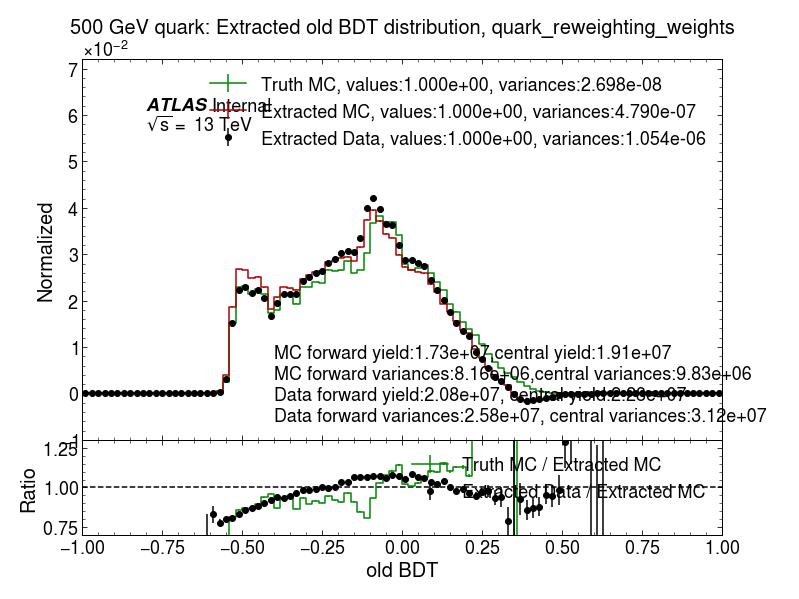 500 GeV quark: Extracted old BDT distribution, quark_reweighting_weights
×10−2
Truth MC, values:1.000e+00, variances:2.698e-08
ATLAS Internal
Extracted MC, values:1.000e+00, variances:4.790e-07
√s = 13 TeV
Extracted Data, values:1.000e+00, variances:1.054e-06
7
6
5
4
3
2
1
0
Normalized
MC forward yield:1.73e+07,central yield:1.91e+07
MC forward variances:8.16e+06,central variances:9.83e+06
Data forward yield:2.08e+07, central yield:
Data forward variances:2.58e+07, central variances:3.12e+07
1.25
1.00
0.75
Ratio
Truth MC / Extracted MC
Extracted Data / Extracted MC
−1.00 −0.75 −0.50 −0.25 0.00 0.25 0.50 0.75 1.00
old BDT